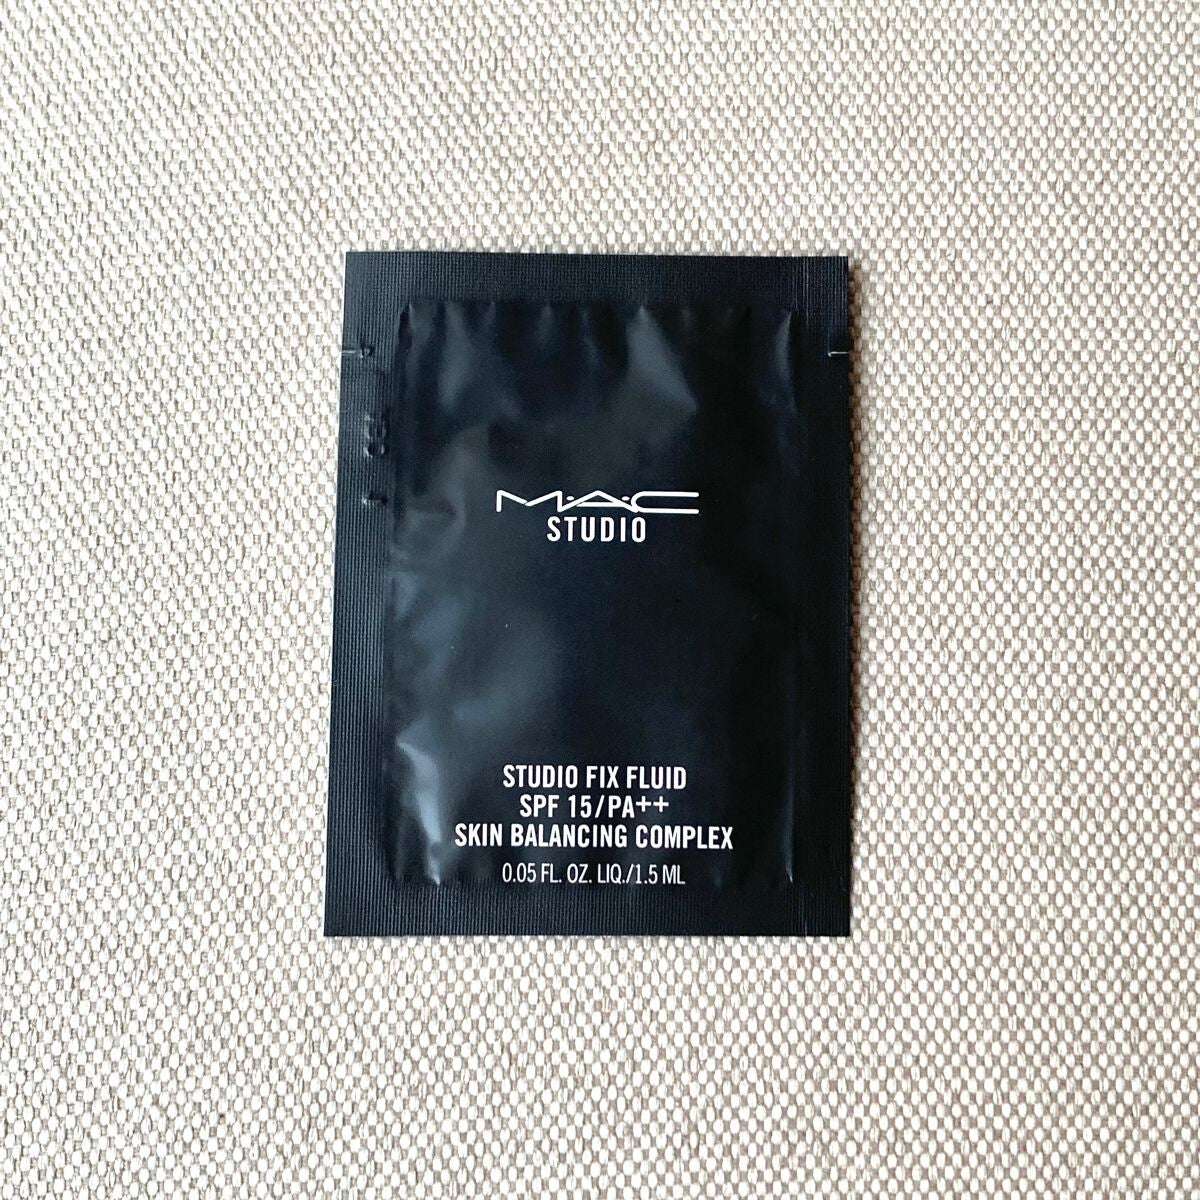 M·A·C
STUDIO
STUDIO FIX FLUID
SPF 15/PA++
SKIN BALANCING COMPLEX
0.05 FL. OZ. LIQ./1.5 ML